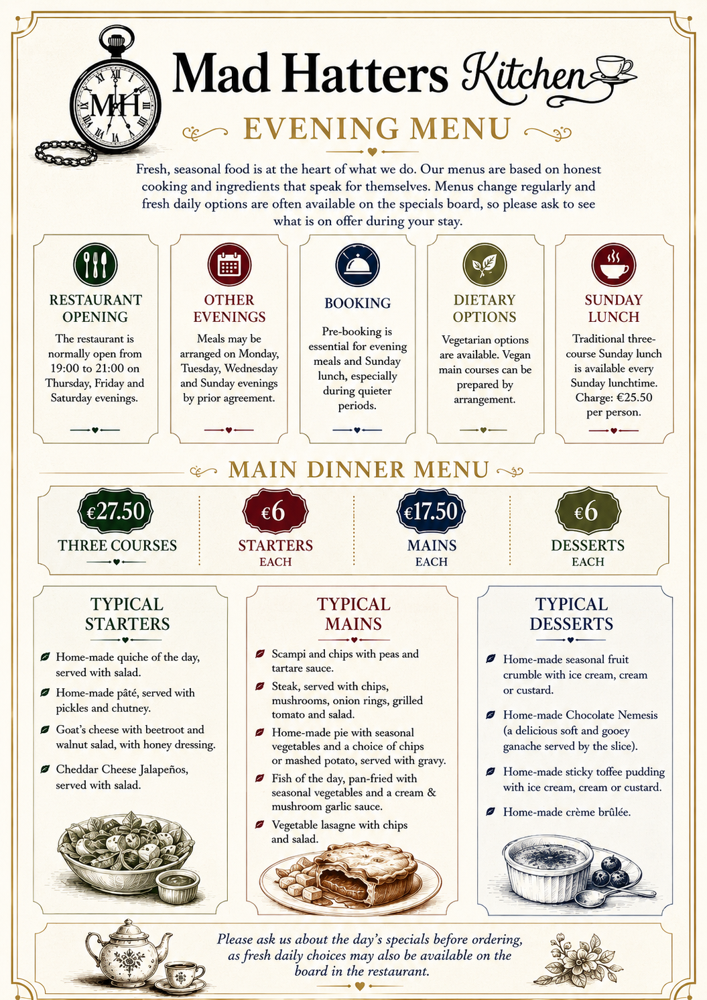 MH
Mad Hatters Kitchen
EVENING MENU
Fresh, seasonal food is at the heart of what we do. Our menus are based on honest
cooking and ingredients that speak for themselves. Menus change regularly and
fresh daily options are often available on the specials board, so please ask to see
what is on offer during your stay.
RESTAURANT
OPENING
The restaurant is
normally open from
19:00 to 21:00 on
Thursday, Friday and
Saturday evenings.
OTHER
EVENINGS
Meals may be
arranged on Monday,
Tuesday, Wednesday
and Sunday evenings
by prior agreement.
BOOKING
Pre-booking is
essential for evening
meals and Sunday
lunch, especially
during quieter
periods.
DIETARY
OPTIONS
Vegetarian options
are available. Vegan
main courses can be
prepared by
arrangement.
SUNDAY
LUNCH
Traditional three-
course Sunday lunch
is available every
Sunday lunchtime.
Charge: €25.50
per person.
MAIN DINNER MENU
€27.50
THREE COURSES
€6
STARTERS
EACH
€17.50
MAINS
EACH
€6
DESSERTS
EACH
TYPICAL
STARTERS
Home-made quiche of the day,
served with salad.
Home-made pâté, served with
pickles and chutney.
Goat's cheese with beetroot and
walnut salad, with honey dressing.
Cheddar Cheese Jalapeños,
served with salad.
TYPICAL
MAINS
Scampi and chips with peas and
tartare sauce.
Steak, served with chips,
mushrooms, onion rings, grilled
tomato and salad.
Home-made pie with seasonal
vegetables and a choice of chips
or mashed potato, served with gravy.
Fish of the day, pan-fried with
seasonal vegetables and a cream &
mushroom garlic sauce.
Vegetable lasagne with chips
and salad.
TYPICAL
DESSERTS
Home-made seasonal fruit
crumble with ice cream, cream
or custard.
Home-made Chocolate Nemesis
(a delicious soft and gooey
ganache served by the slice).
Home-made sticky toffee pudding
with ice cream, cream or custard.
Home-made crème brûlée.
Please ask us about the day's specials before ordering,
as fresh daily choices may also be available on the
board in the restaurant.